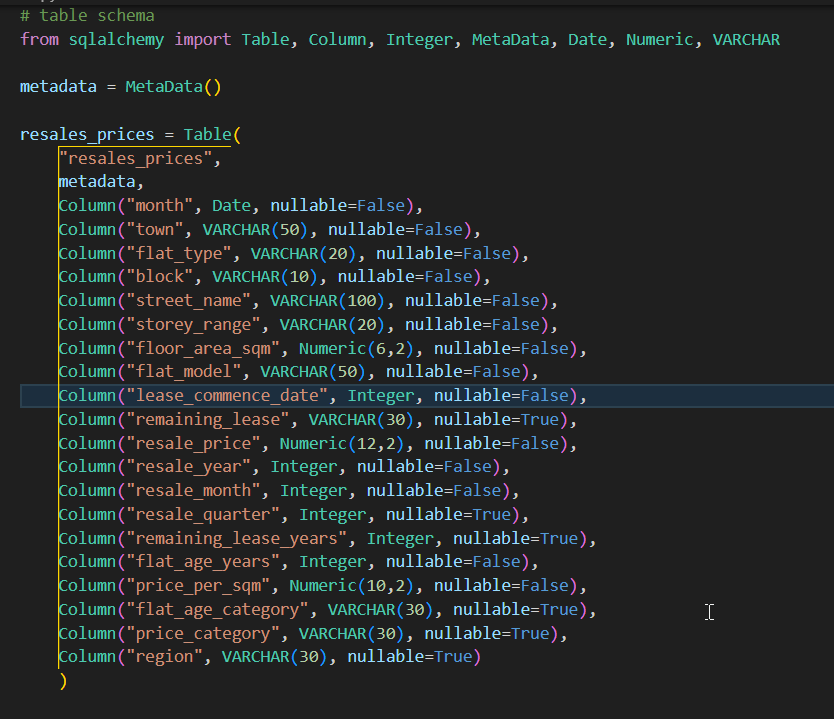 # table schema
from sqlalchemy import Table, Column, Integer, MetaData, Date, Numeric, VARCHAR
metadata = MetaData()
resales_prices = Table(
"resales_prices",
metadata,
Column("month", Date, nullable=False),
Column("town", VARCHAR(50), nullable=False),
Column("flat_type", VARCHAR(20), nullable=False),
Column("block", VARCHAR(10), nullable=False),
Column("street_name", VARCHAR(100), nullable=False),
Column("storey_range", VARCHAR(20), nullable=False),
Column("floor_area_sqm", Numeric(6,2), nullable=False),
Column("flat_model", VARCHAR(50), nullable=False),
Column("lease_commence_date", Integer, nullable=False),
Column("remaining_lease", VARCHAR(30), nullable=True),
Column("resale_price", Numeric(12,2), nullable=False),
Column("resale_year", Integer, nullable=False),
Column("resale_month", Integer, nullable=False),
Column("resale_quarter", Integer, nullable=True),
Column("remaining_lease_years", Integer, nullable=True),
Column("flat_age_years", Integer, nullable=False),
Column("price_per_sqm", Numeric(10,2), nullable=False),
Column("flat_age_category", VARCHAR(30), nullable=True),
Column("price_category", VARCHAR(30), nullable=True),
Column("region", VARCHAR(30), nullable=True)
)